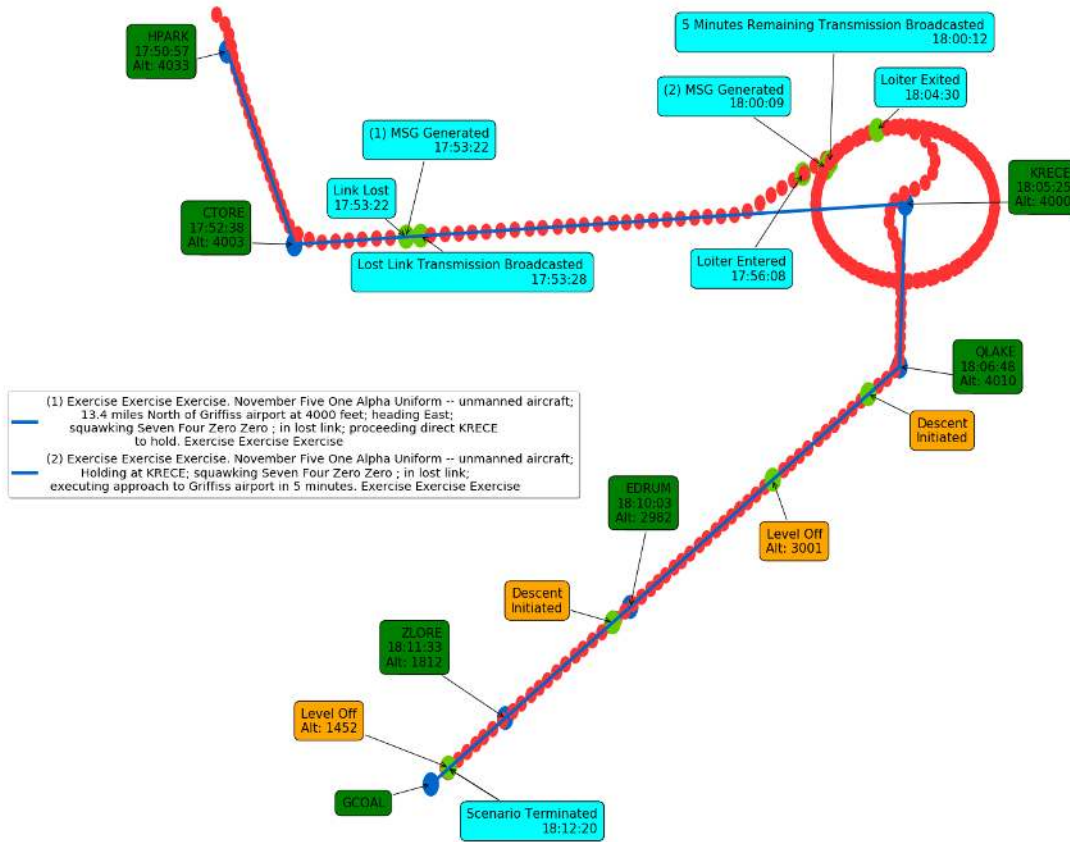 HPARK
17:50:57
Alt: 4033
5 Minutes Remaining Transmission Broadcasted
18:00:12
(2) MSG Generated
18:00:09
Loiter Exited
18:04:30
(1) MSG Generated
17:53:22
Link Lost
17:53:22
CTORE
17:52:38
Alt: 4003
KRECE
18:05:25
Alt: 4000
Lost Link Transmission Broadcasted
17:53:28
Loiter Entered
17:56:08
QLAKE
18:06:48
Alt: 4010
(1) Exercise Exercise Exercise. November Five One Alpha Uniform -- unmanned aircraft;
13.4 miles North of Griffiss airport at 4000 feet; heading East;
squawking Seven Four Zero Zero ; in lost link; proceeding direct KRECE
to hold. Exercise Exercise Exercise
(2) Exercise Exercise Exercise. November Five One Alpha Uniform -- unmanned aircraft;
Holding at KRECE; squawking Seven Four Zero Zero ; in lost link;
executing approach to Griffiss airport in 5 minutes. Exercise Exercise Exercise
Descent
Initiated
EDRUM
18:10:03
Alt: 2982
Level Off
Alt: 3001
Descent
Initiated
ZLORE
18:11:33
Alt: 1812
Level Off
Alt: 1452
GCOAL
Scenario Terminated
18:12:20